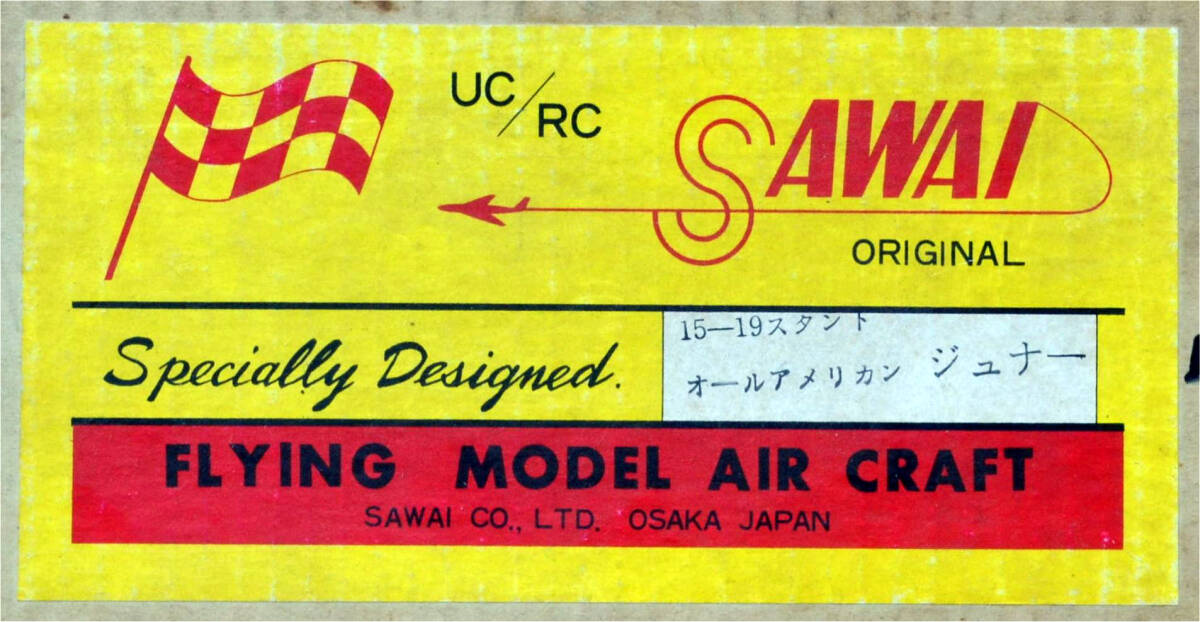 UC/RC
SAWAI
ORIGINAL
Specially Designed.
15—19スタント
オールアメリカン ジュナー
FLYING MODEL AIR CRAFT
SAWAI CO., LTD. OSAKA JAPAN